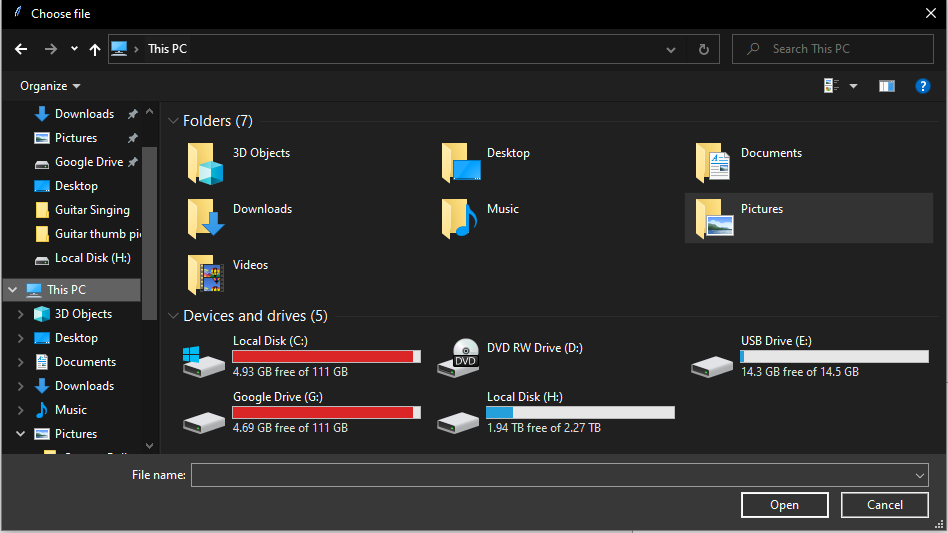 Choose file
This PC
Search This PC
Organize
Downloads
Pictures
Google Drive
Desktop
Guitar Singing
Guitar thumb pi
Local Disk (H:)
This PC
3D Objects
Desktop
Documents
Downloads
Music
Pictures
Folders (7)
3D Objects
Desktop
Documents
Downloads
Music
Pictures
Videos
Devices and drives (5)
Local Disk (C:)
4.93 GB free of 111 GB
DVD RW Drive (D:)
DVD
USB Drive (E:)
14.3 GB free of 14.5 GB
Google Drive (G:)
4.69 GB free of 111 GB
Local Disk (H:)
1.94 TB free of 2.27 TB
File name:
Open
Cancel